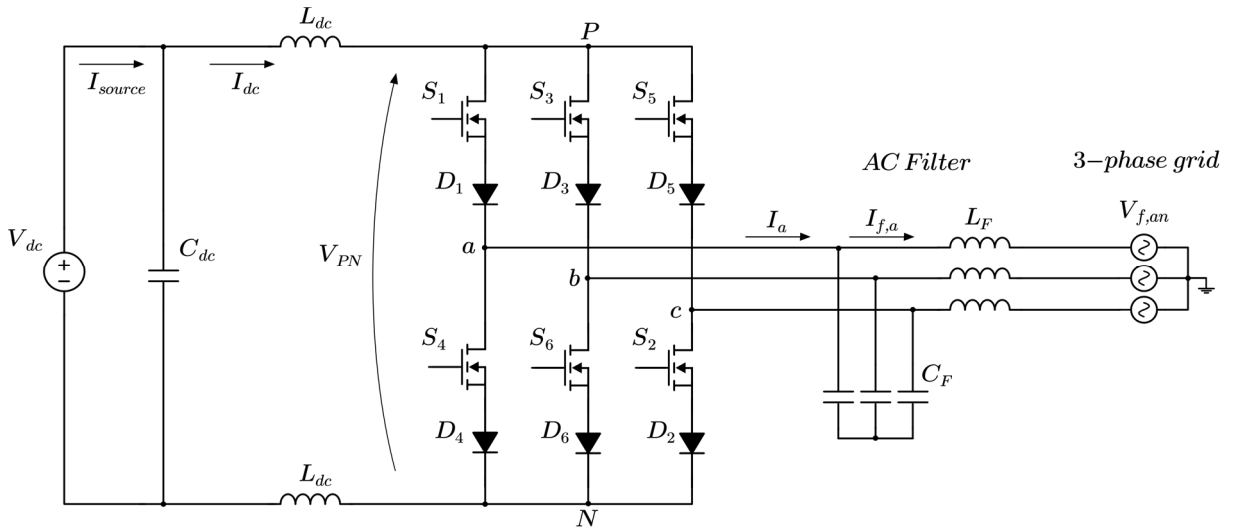 L_dc
P
I_source
I_dc
S_1
S_3
S_5
AC Filter
3-phase grid
D_1
D_3
D_5
V_f,an
I_a
I_f,a
L_F
V_dc
C_dc
V_PN
a
b
c
S_4
S_6
S_2
C_F
D_4
D_6
D_2
L_dc
N